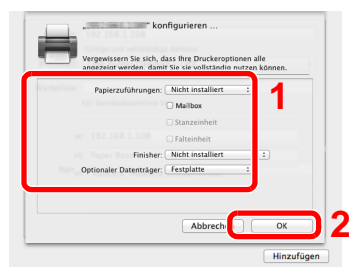 " konfigurieren ...
Vergewissern Sie sich, dass Ihre Druckeroptionen alle
angezeigt werden, damit Sie sie vollständig nutzen können.
Papierzuführungen: Nicht installiert
1
Mailbox
Stanzeinheit
Falteinheit
Finisher: Nicht installiert
Optionaler Datenträger: Festplatte
Abbrechen
OK
2
Hinzufügen